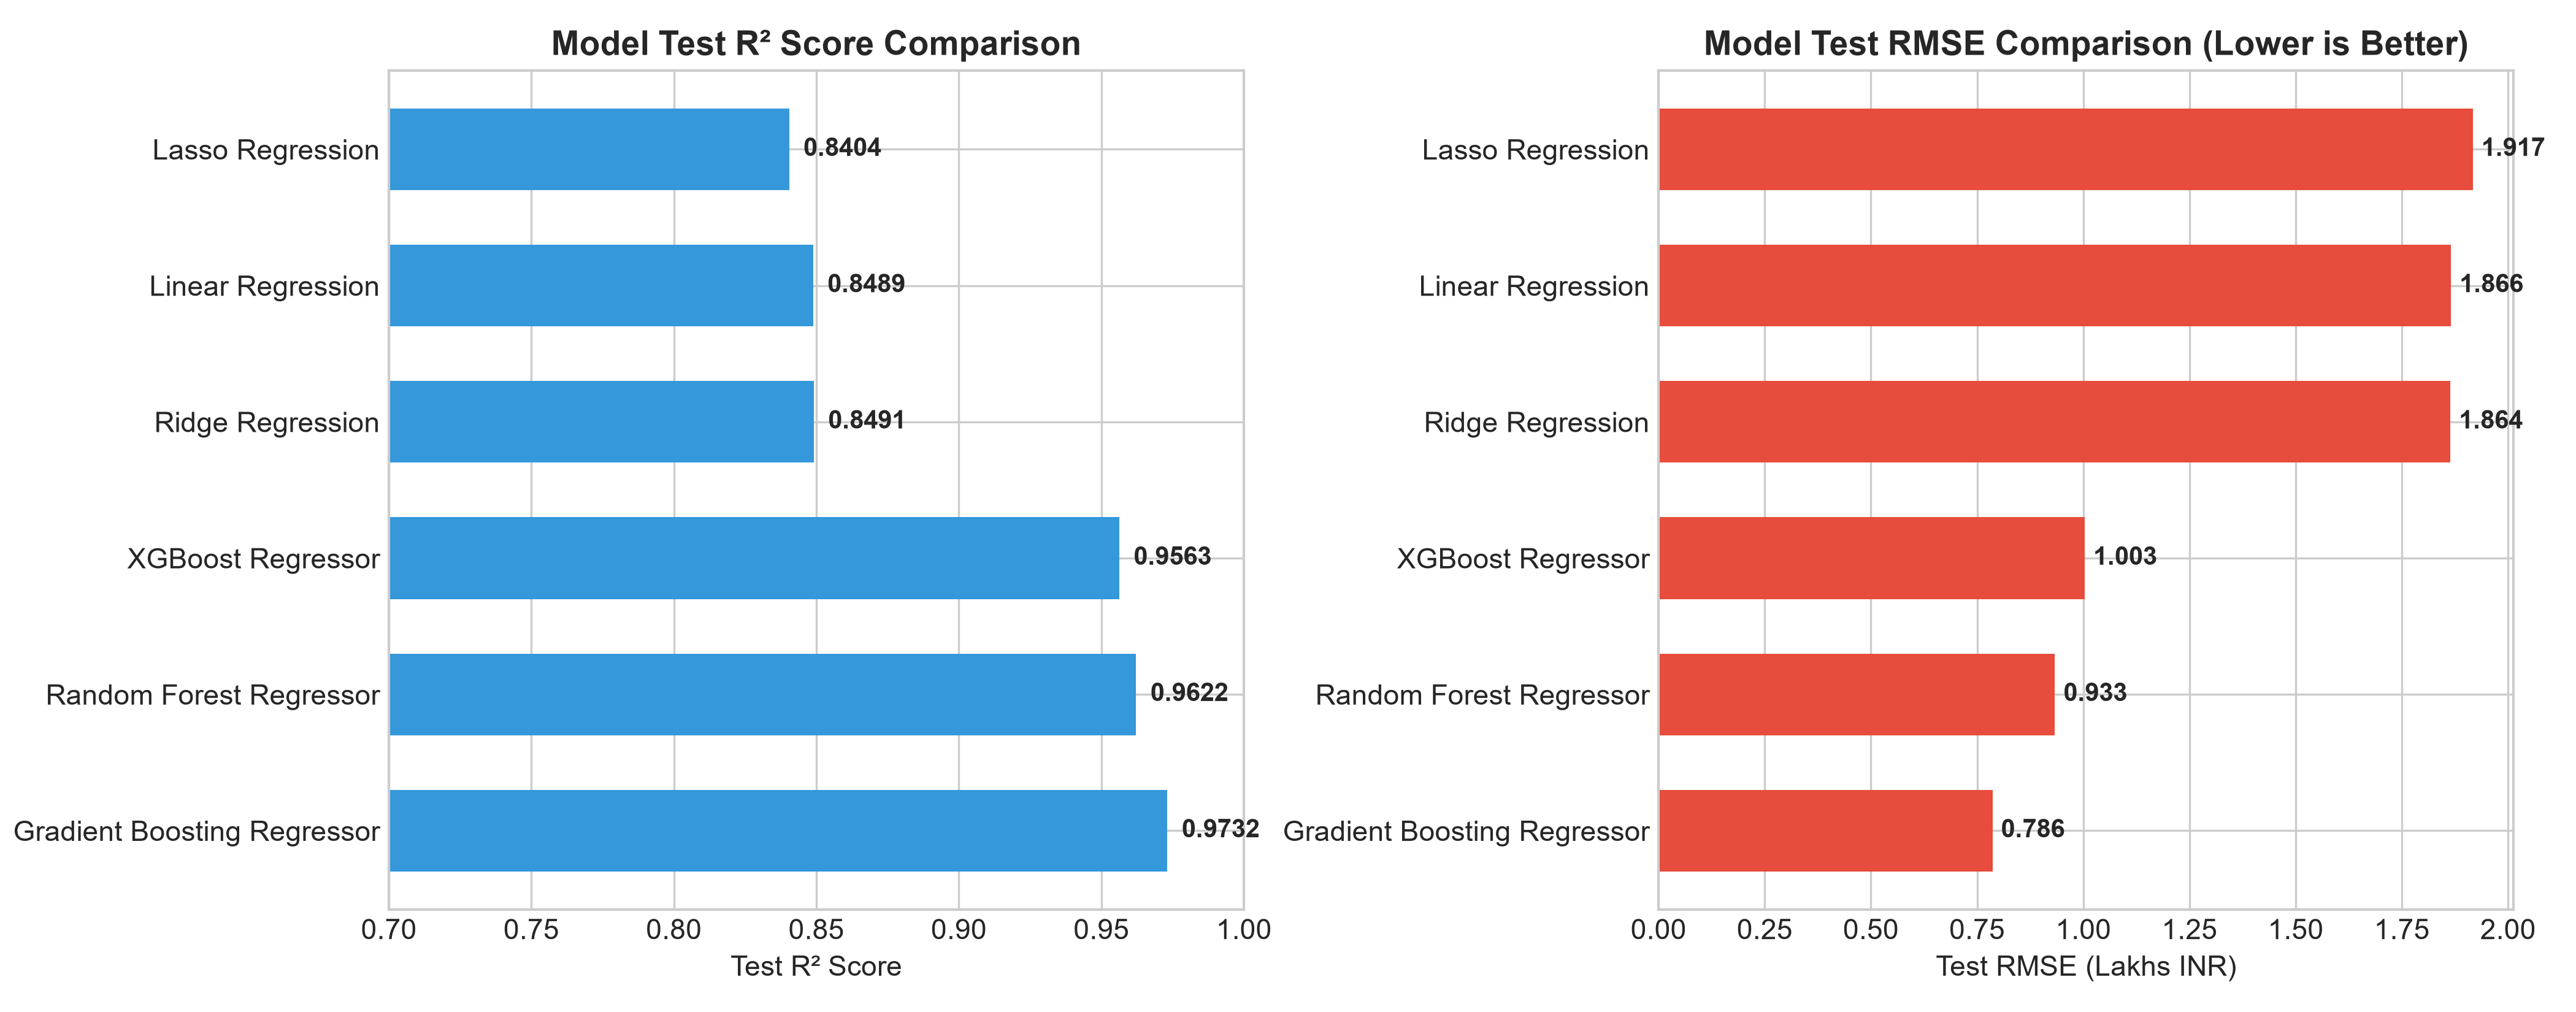 Model Test R² Score Comparison
Lasso Regression
0.8404
Linear Regression
0.8489
Ridge Regression
0.8491
XGBoost Regressor
0.9563
Random Forest Regressor
0.9622
Gradient Boosting Regressor
0.9732
0.70 0.75 0.80 0.85 0.90 0.95 1.00
Test R² Score
Model Test RMSE Comparison (Lower is Better)
Lasso Regression
1.917
Linear Regression
1.866
Ridge Regression
1.864
XGBoost Regressor
1.003
Random Forest Regressor
0.933
Gradient Boosting Regressor
0.786
0.00 0.25 0.50 0.75 1.00 1.25 1.50 1.75 2.00
Test RMSE (Lakhs INR)